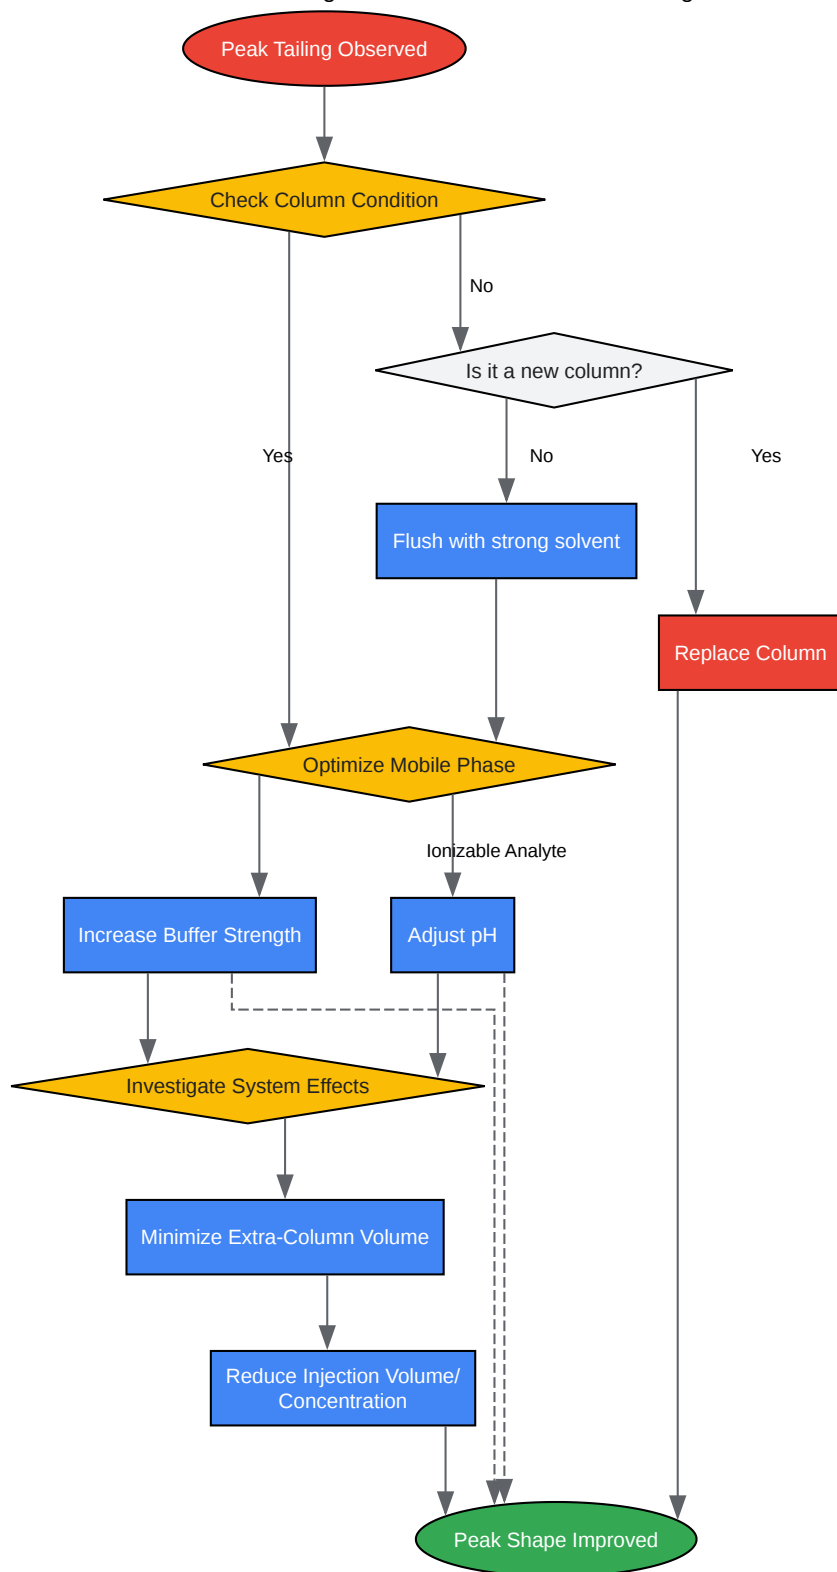 Peak Tailing Observed
Check Column Condition
No
Is it a new column?
Yes
No
Yes
Flush with strong solvent
Replace Column
Optimize Mobile Phase
Ionizable Analyte
Increase Buffer Strength
Adjust pH
Investigate System Effects
Minimize Extra-Column Volume
Reduce Injection Volume/
Concentration
Peak Shape Improved